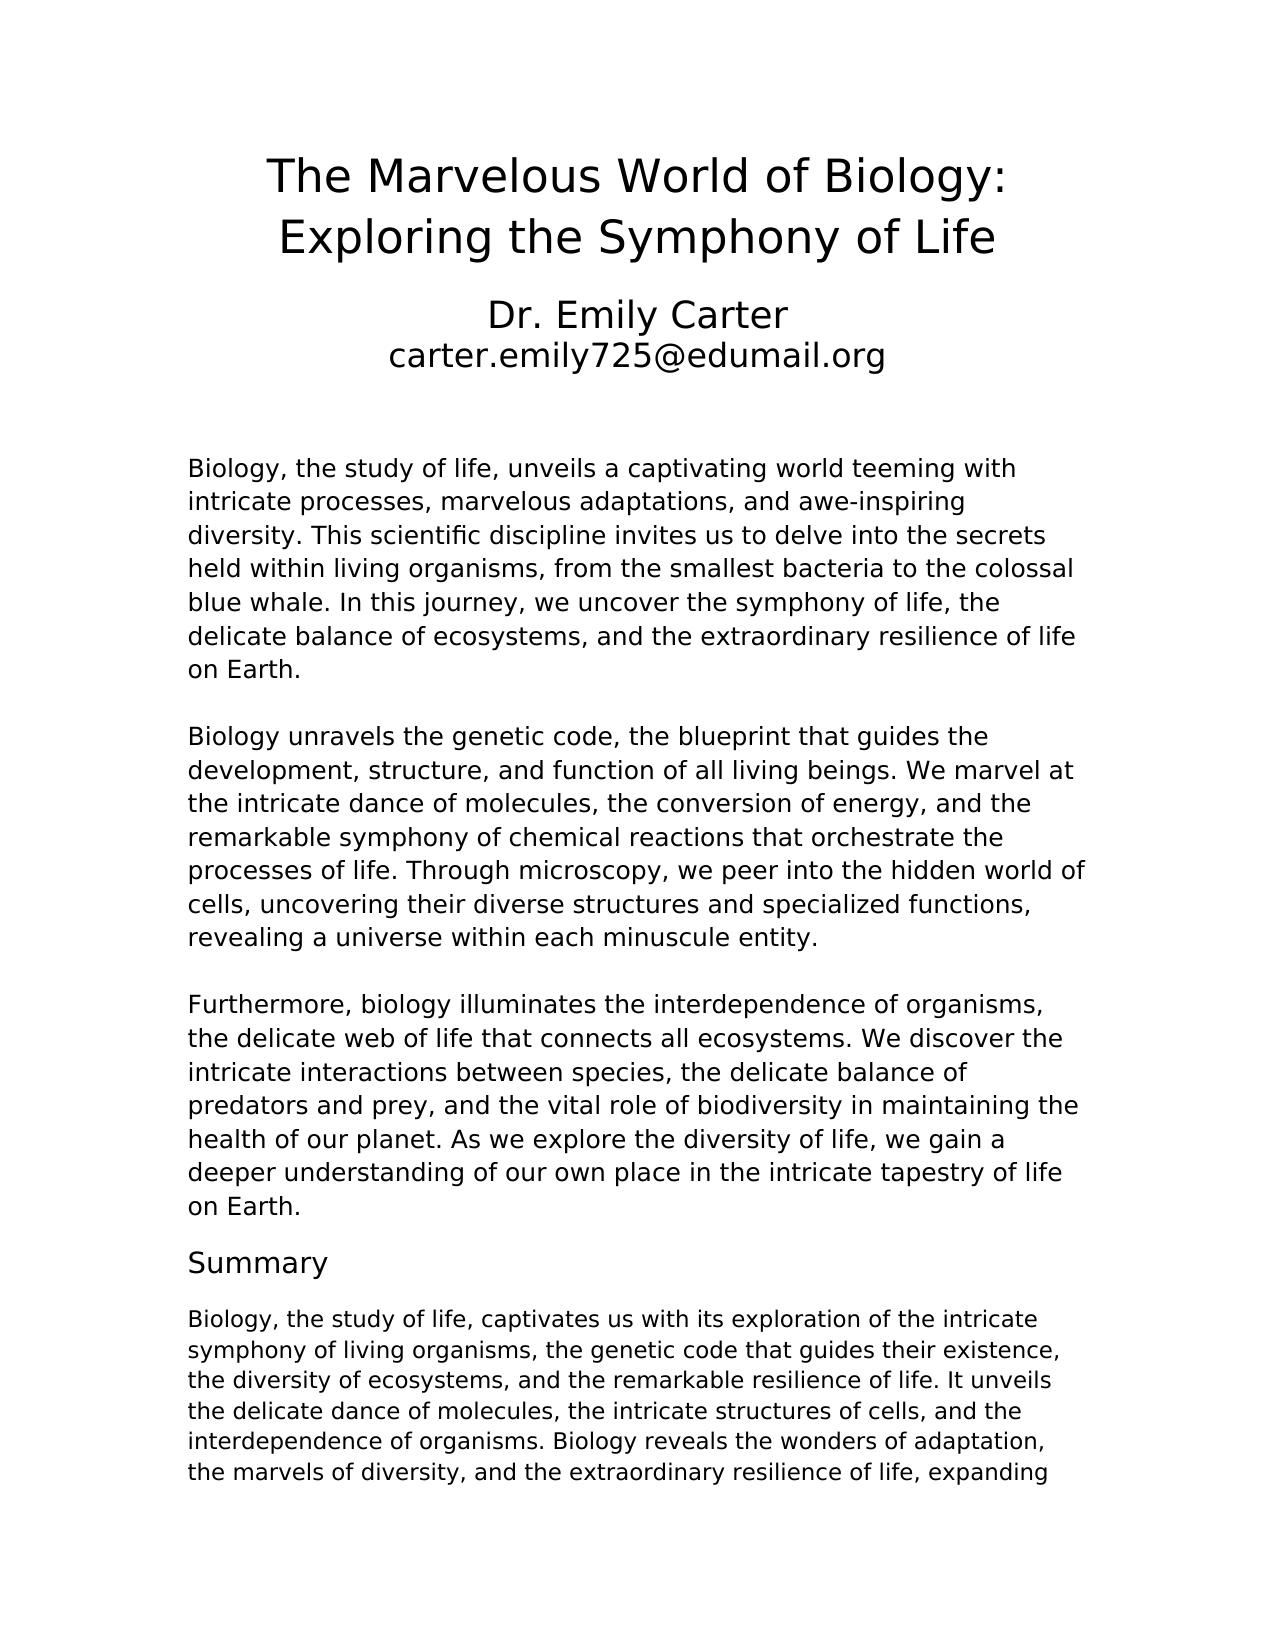 The Marvelous World of Biology:
Exploring the Symphony of Life
Dr. Emily Carter
carter.emily725@edumail.org
Biology, the study of life, unveils a captivating world teeming with
intricate processes, marvelous adaptations, and awe-inspiring
diversity. This scientific discipline invites us to delve into the secrets
held within living organisms, from the smallest bacteria to the colossal
blue whale. In this journey, we uncover the symphony of life, the
delicate balance of ecosystems, and the extraordinary resilience of life
on Earth.
Biology unravels the genetic code, the blueprint that guides the
development, structure, and function of all living beings. We marvel at
the intricate dance of molecules, the conversion of energy, and the
remarkable symphony of chemical reactions that orchestrate the
processes of life. Through microscopy, we peer into the hidden world of
cells, uncovering their diverse structures and specialized functions,
revealing a universe within each minuscule entity.
Furthermore, biology illuminates the interdependence of organisms,
the delicate web of life that connects all ecosystems. We discover the
intricate interactions between species, the delicate balance of
predators and prey, and the vital role of biodiversity in maintaining the
health of our planet. As we explore the diversity of life, we gain a
deeper understanding of our own place in the intricate tapestry of life
on Earth.
Summary
Biology, the study of life, captivates us with its exploration of the intricate
symphony of living organisms, the genetic code that guides their existence,
the diversity of ecosystems, and the remarkable resilience of life. It unveils
the delicate dance of molecules, the intricate structures of cells, and the
interdependence of organisms. Biology reveals the wonders of adaptation,
the marvels of diversity, and the extraordinary resilience of life, expanding